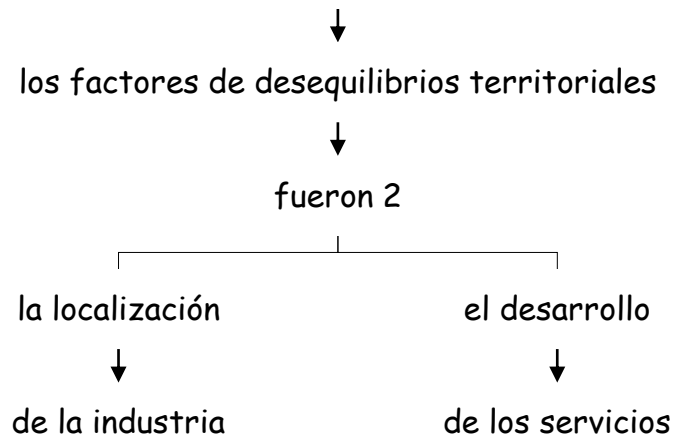 los factores de desequilibrios territoriales
fueron 2
la localización
el desarrollo
de la industria
de los servicios